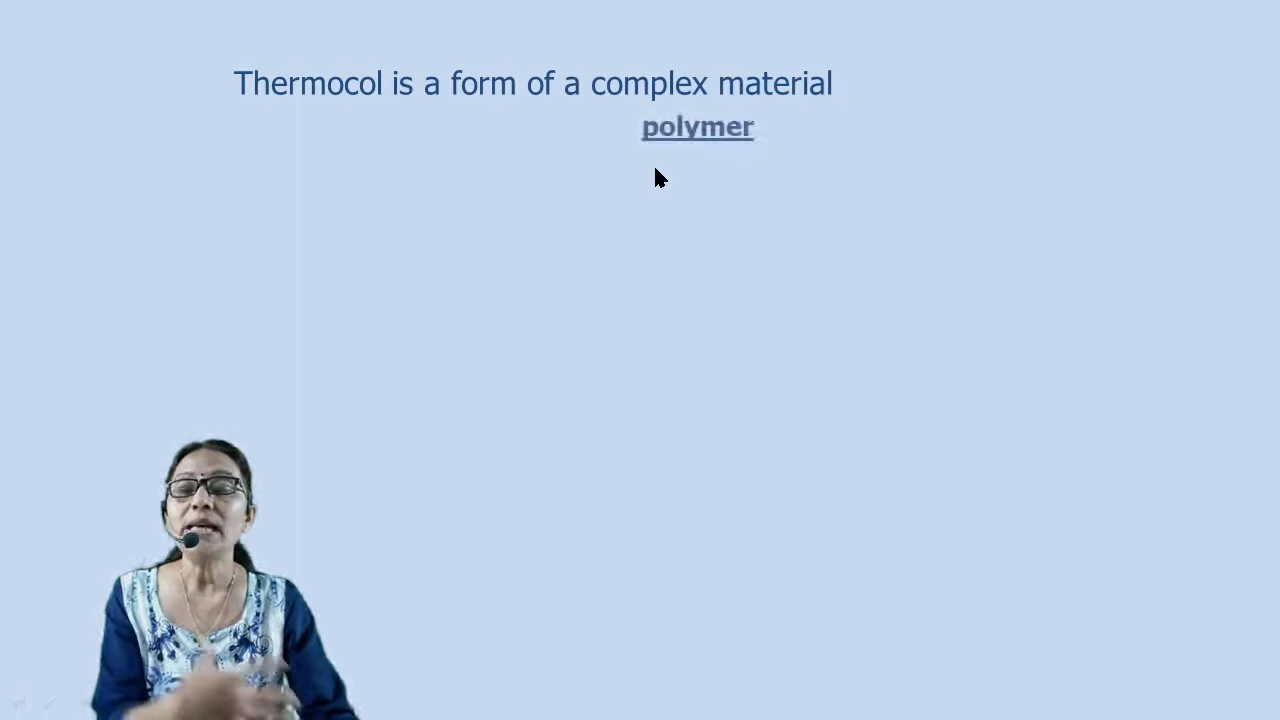 Thermocol is a form of a complex material
polymer